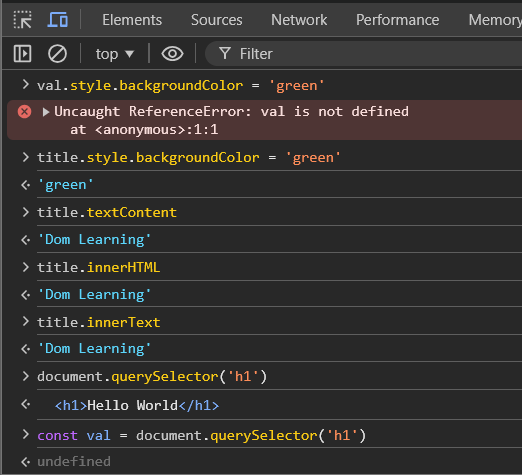 Elements Sources Network Performance Memory
top Filter
val.style.backgroundColor = 'green'
Uncaught ReferenceError: val is not defined
at <anonymous>:1:1
title.style.backgroundColor = 'green'
'green'
title.textContent
'Dom Learning'
title.innerHTML
'Dom Learning'
title.innerText
'Dom Learning'
document.querySelector('h1')
<h1>Hello World</h1>
const val = document.querySelector('h1')
undefined